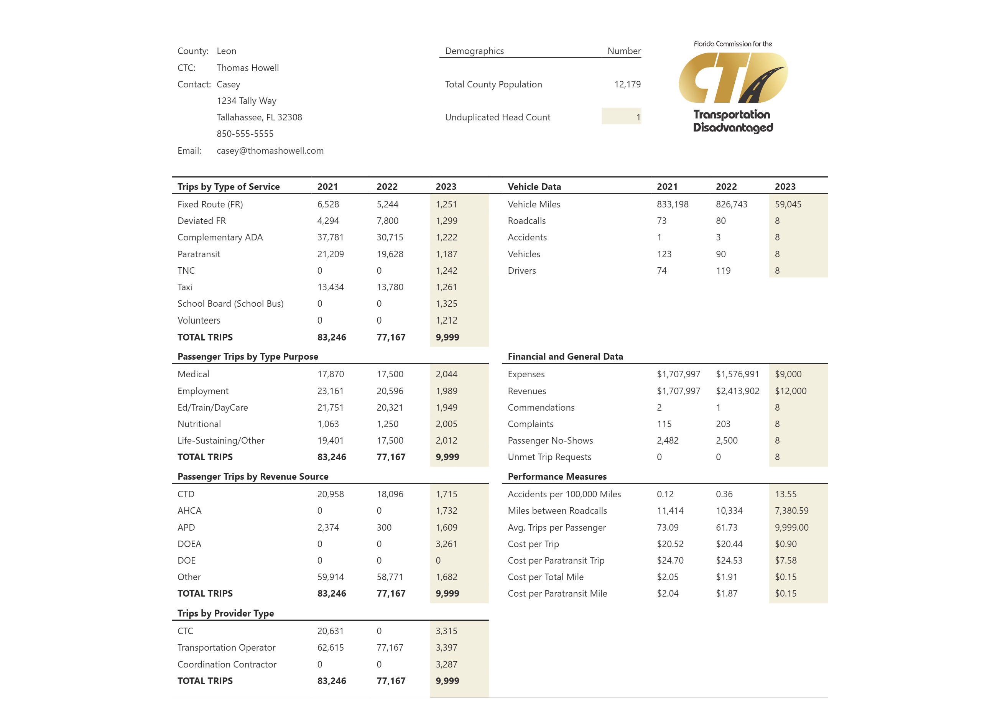 County: Leon
CTC: Thomas Howell
Contact: Casey
1234 Tally Way
Tallahassee, FL 32308
850-555-5555
Email: casey@thomashowell.com
Demographics Number
Total County Population 12,179
Unduplicated Head Count 1
Florida Commission for the
CTD
Transportation
Disadvantaged
Trips by Type of Service 2021 2022 2023
Fixed Route (FR) 6,528 5,244 1,251
Deviated FR 4,294 7,800 1,299
Complementary ADA 37,781 30,715 1,222
Paratransit 21,209 19,628 1,187
TNC 0 0 1,242
Taxi 13,434 13,780 1,261
School Board (School Bus) 0 0 1,325
Volunteers 0 0 1,212
TOTAL TRIPS 83,246 77,167 9,999
Vehicle Data 2021 2022 2023
Vehicle Miles 833,198 826,743 59,045
Roadcalls 73 80 8
Accidents 1 3 8
Vehicles 123 90 8
Drivers 74 119 8
Passenger Trips by Type Purpose
Medical 17,870 17,500 2,044
Employment 23,161 20,596 1,989
Ed/Train/DayCare 21,751 20,321 1,949
Nutritional 1,063 1,250 2,005
Life-Sustaining/Other 19,401 17,500 2,012
TOTAL TRIPS 83,246 77,167 9,999
Financial and General Data
Expenses $1,707,997 $1,576,991 $9,000
Revenues $1,707,997 $2,413,902 $12,000
Commendations 2 1 8
Complaints 115 203 8
Passenger No-Shows 2,482 2,500 8
Unmet Trip Requests 0 0 8
Passenger Trips by Revenue Source
CTD 20,958 18,096 1,715
AHCA 0 0 1,732
APD 2,374 300 1,609
DOEA 0 0 3,261
DOE 0 0 0
Other 59,914 58,771 1,682
TOTAL TRIPS 83,246 77,167 9,999
Performance Measures
Accidents per 100,000 Miles 0.12 0.36 13.55
Miles between Roadcalls 11,414 10,334 7,380.59
Avg. Trips per Passenger 73.09 61.73 9,999.00
Cost per Trip $20.52 $20.44 $0.90
Cost per Paratransit Trip $24.70 $24.53 $7.58
Cost per Total Mile $2.05 $1.91 $0.15
Cost per Paratransit Mile $2.04 $1.87 $0.15
Trips by Provider Type
CTC 20,631 0 3,315
Transportation Operator 62,615 77,167 3,397
Coordination Contractor 0 0 3,287
TOTAL TRIPS 83,246 77,167 9,999